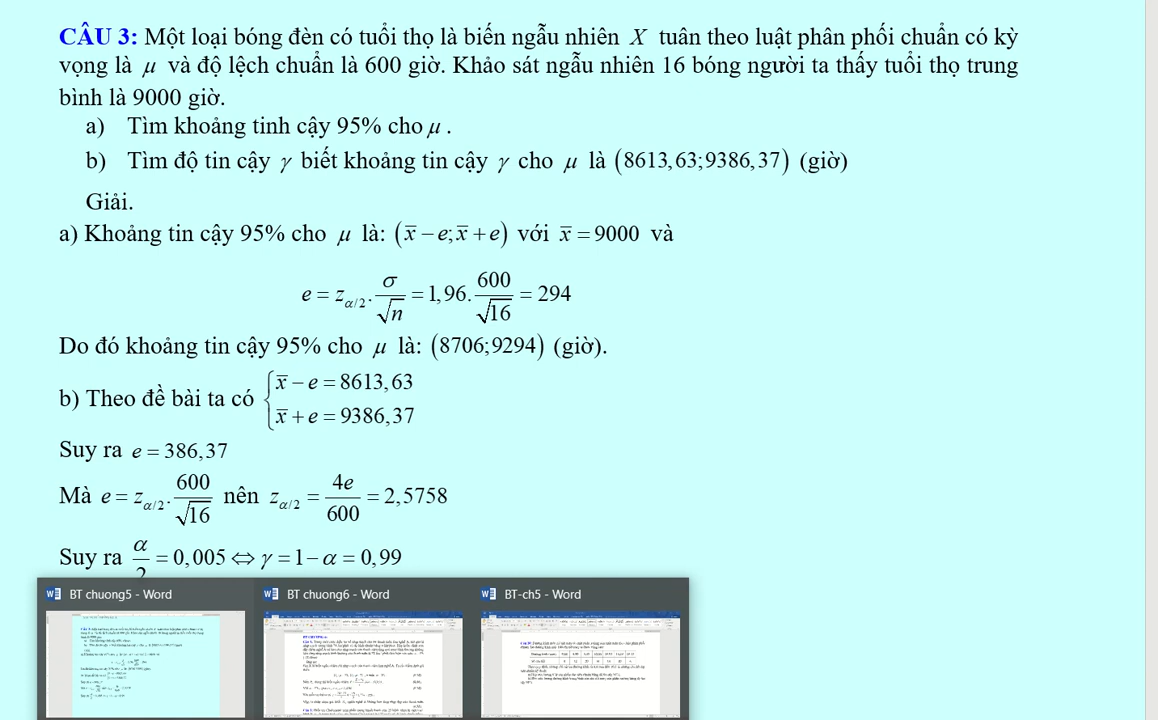 CÂU 3: Một loại bóng đèn có tuổi thọ là biến ngẫu nhiên X tuân theo luật phân phối chuẩn có kỳ
vọng là μ và độ lệch chuẩn là 600 giờ. Khảo sát ngẫu nhiên 16 bóng người ta thấy tuổi thọ trung
bình là 9000 giờ.
a) Tìm khoảng tinh cậy 95% cho μ .
b) Tìm độ tin cậy γ biết khoảng tin cậy γ cho μ là (8613,63;9386,37) (giờ)
Giải.
a) Khoảng tin cậy 95% cho μ là: (x̅ − e; x̅ + e) với x̅ = 9000 và
e = z_{α/2}. σ/√n = 1,96. 600/√16 = 294
Do đó khoảng tin cậy 95% cho μ là: (8706;9294) (giờ).
b) Theo đề bài ta có { x̅ − e = 8613,63
x̅ + e = 9386,37
Suy ra e = 386,37
Mà e = z_{α/2}. 600/√16 nên z_{α/2} = 4e/600 = 2,5758
Suy ra α/2 = 0,005 ⇔ γ = 1 − α = 0,99
BT chuong5 - Word BT chuong6 - Word BT-ch5 - Word